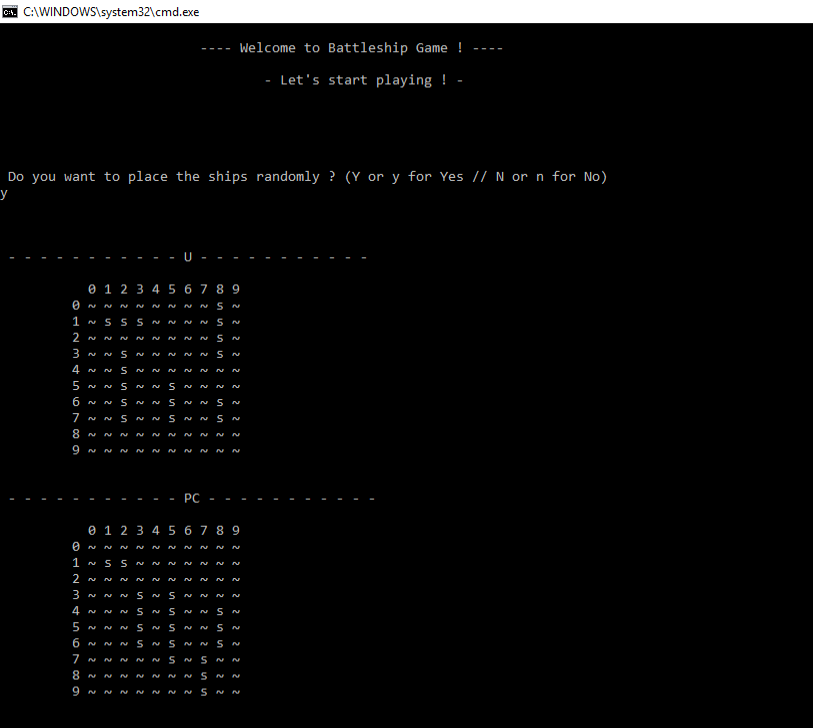 C:\WINDOWS\system32\cmd.exe
---- Welcome to Battleship Game ! ----
- Let's start playing ! -
Do you want to place the ships randomly ? (Y or y for Yes // N or n for No)
y
- - - - - - - - - - - U - - - - - - - - - - -
0 1 2 3 4 5 6 7 8 9
0 ~ ~ ~ ~ ~ ~ ~ ~ s ~
1 ~ s s s ~ ~ ~ ~ s ~
2 ~ ~ ~ ~ ~ ~ ~ ~ s ~
3 ~ ~ s ~ ~ ~ ~ ~ s ~
4 ~ ~ s ~ ~ ~ ~ ~ ~ ~
5 ~ ~ s ~ ~ s ~ ~ ~ ~
6 ~ ~ s ~ ~ s ~ ~ s ~
7 ~ ~ s ~ ~ s ~ ~ s ~
8 ~ ~ ~ ~ ~ ~ ~ ~ ~ ~
9 ~ ~ ~ ~ ~ ~ ~ ~ ~ ~
- - - - - - - - - - - PC - - - - - - - - - - -
0 1 2 3 4 5 6 7 8 9
0 ~ ~ ~ ~ ~ ~ ~ ~ ~ ~
1 ~ s s ~ ~ ~ ~ ~ ~ ~
2 ~ ~ ~ ~ ~ ~ ~ ~ ~ ~
3 ~ ~ ~ s ~ s ~ ~ ~ ~
4 ~ ~ ~ s ~ s ~ ~ s ~
5 ~ ~ ~ s ~ s ~ ~ s ~
6 ~ ~ ~ s ~ s ~ ~ s ~
7 ~ ~ ~ ~ ~ s ~ s ~ ~
8 ~ ~ ~ ~ ~ ~ ~ s ~ ~
9 ~ ~ ~ ~ ~ ~ ~ s ~ ~